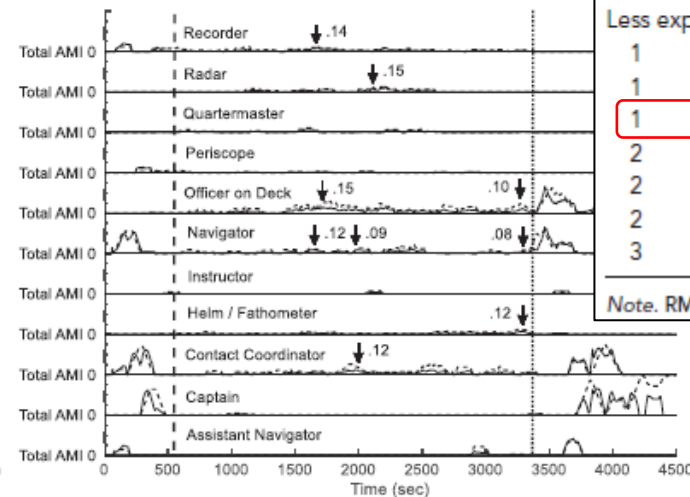 Recorder
.14
Total AMI 0
Radar
.15
Total AMI 0
Quartermaster
Total AMI 0
Periscope
Total AMI 0
Officer on Deck
.15
.10
Total AMI 0
Navigator
.12
.09
.08
Total AMI 0
Instructor
Total AMI 0
Helm / Fathometer
.12
Total AMI 0
Contact Coordinator
.12
Total AMI 0
Captain
Total AMI 0
Assistant Navigator
Total AMI 0
0 500 1000 1500 2000 2500 3000 3500 4000 4500
Time (sec)
Less exp
1
1
1
2
2
2
3
Note. RM